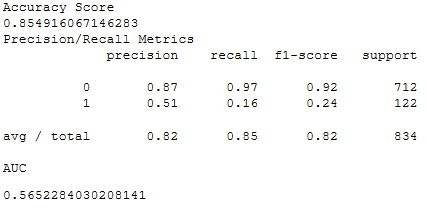 Accuracy Score
0.854916067146283
Precision/Recall Metrics
precision recall f1-score support
0 0.87 0.97 0.92 712
1 0.51 0.16 0.24 122
avg / total 0.82 0.85 0.82 834
AUC
0.5652284030208141